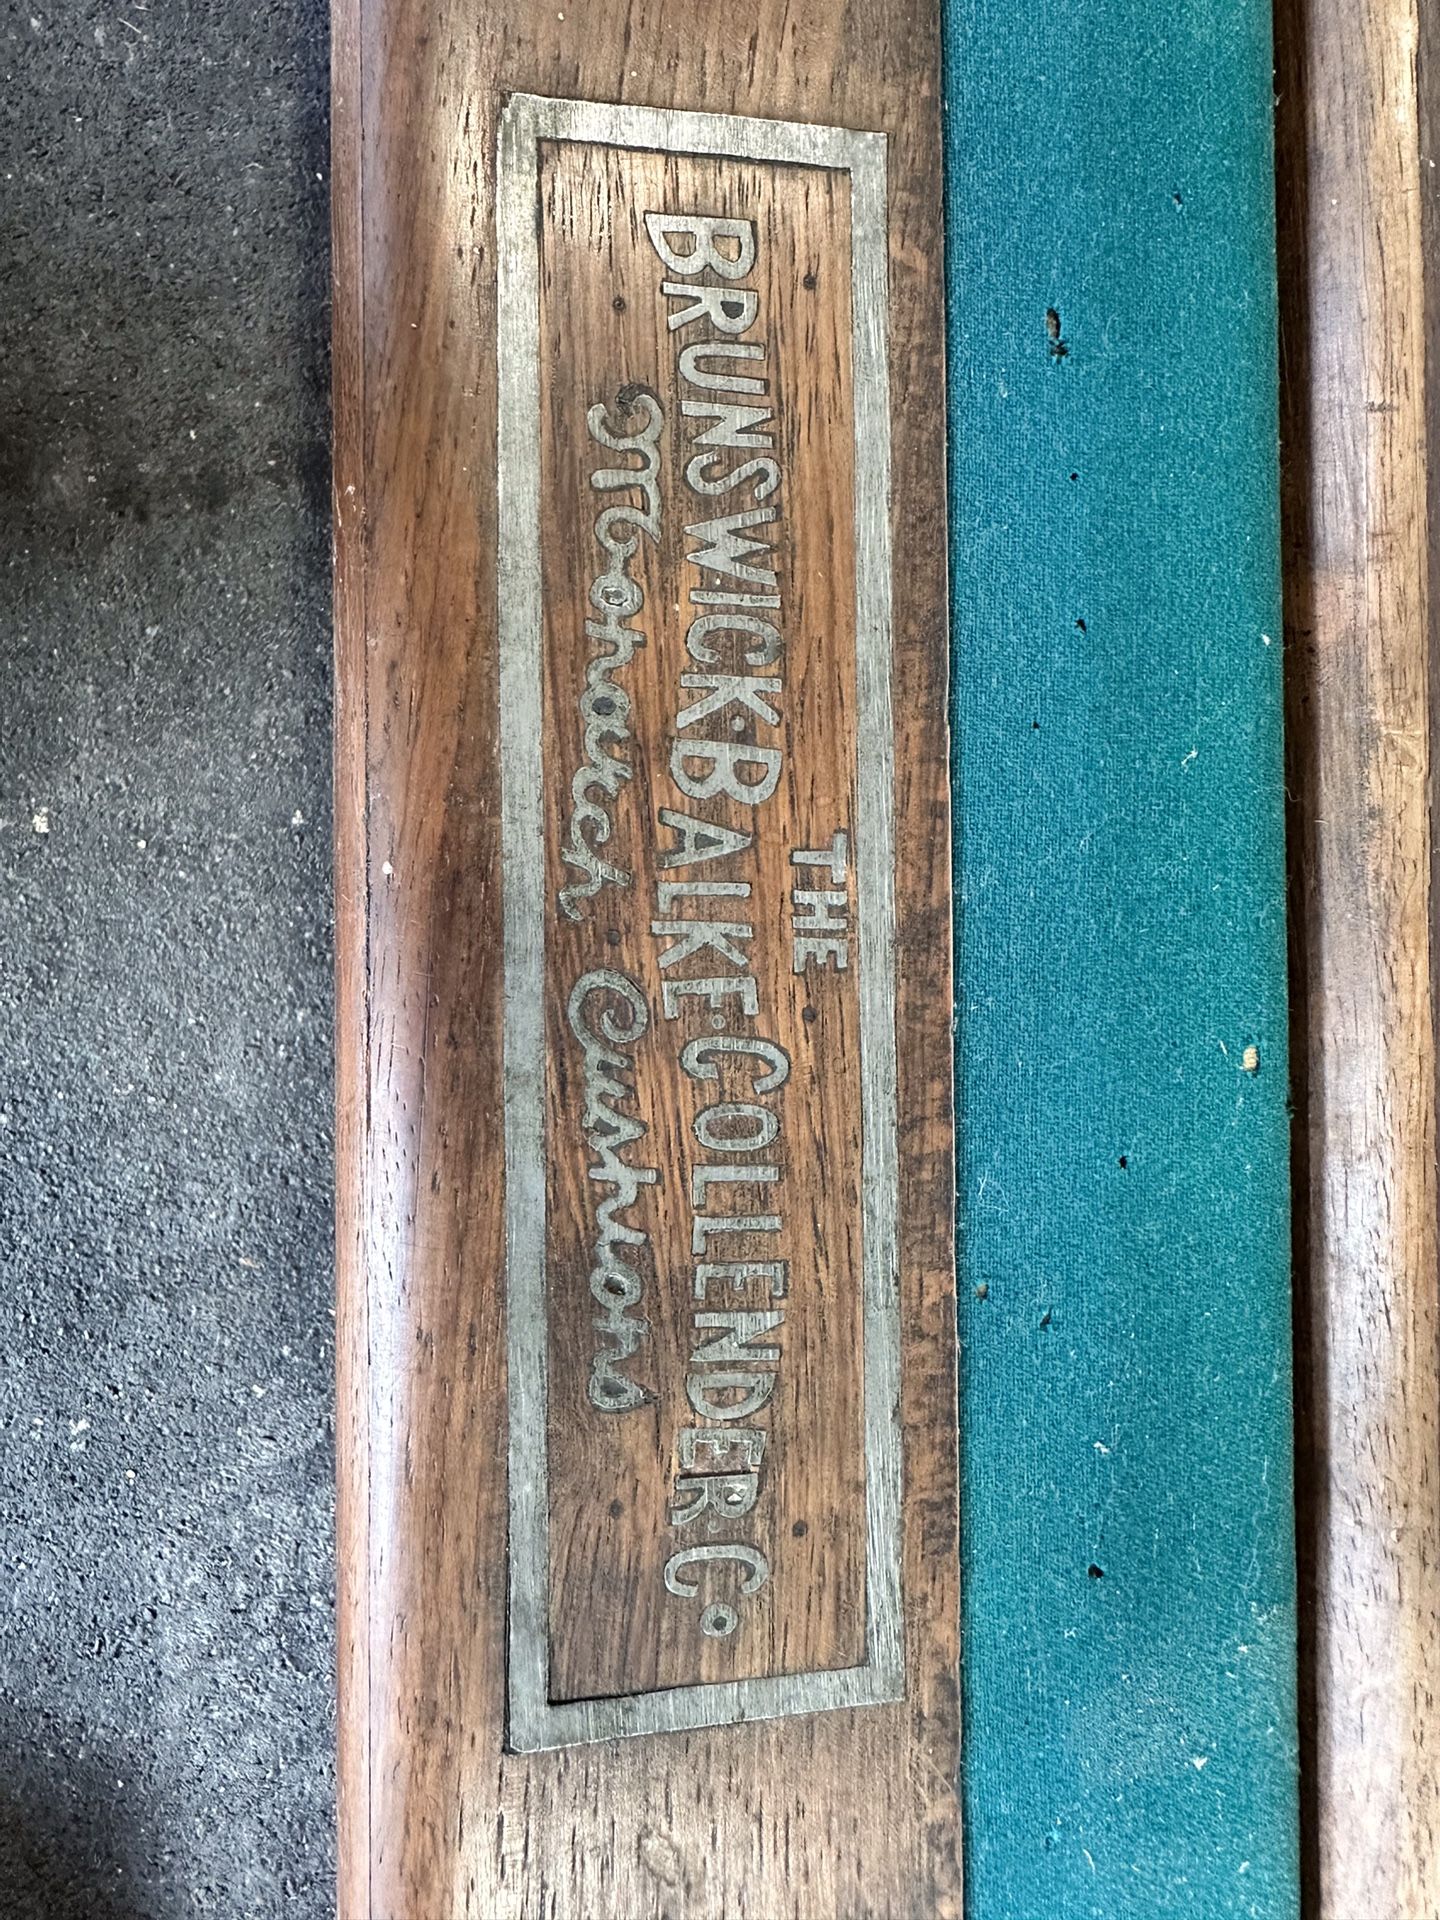 THE
BRUNSWICK·BALKE·COLLENDER·Co
Monarch Cushions